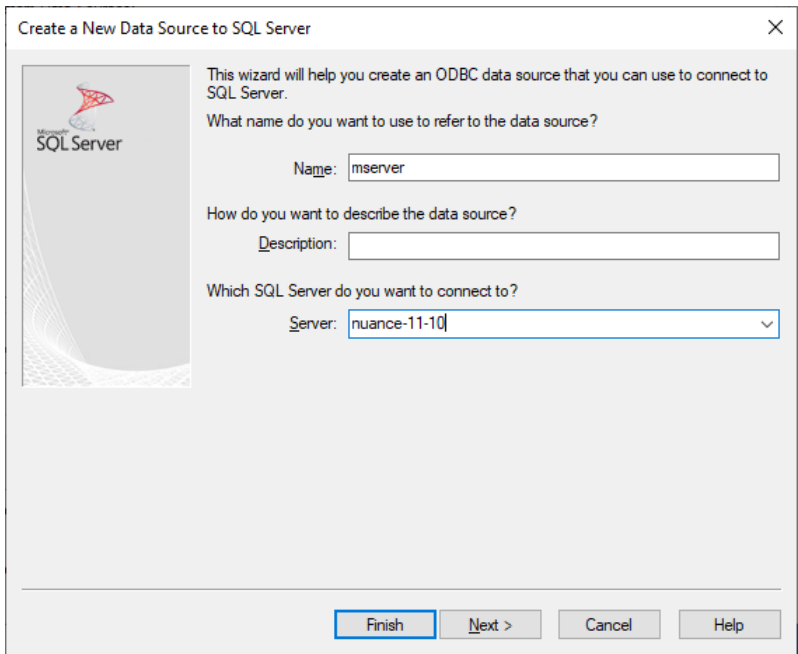 Create a New Data Source to SQL Server
Microsoft
SQL Server
This wizard will help you create an ODBC data source that you can use to connect to
SQL Server.
What name do you want to use to refer to the data source?
Name: mserver
How do you want to describe the data source?
Description:
Which SQL Server do you want to connect to?
Server: nuance-11-10
Finish Next > Cancel Help